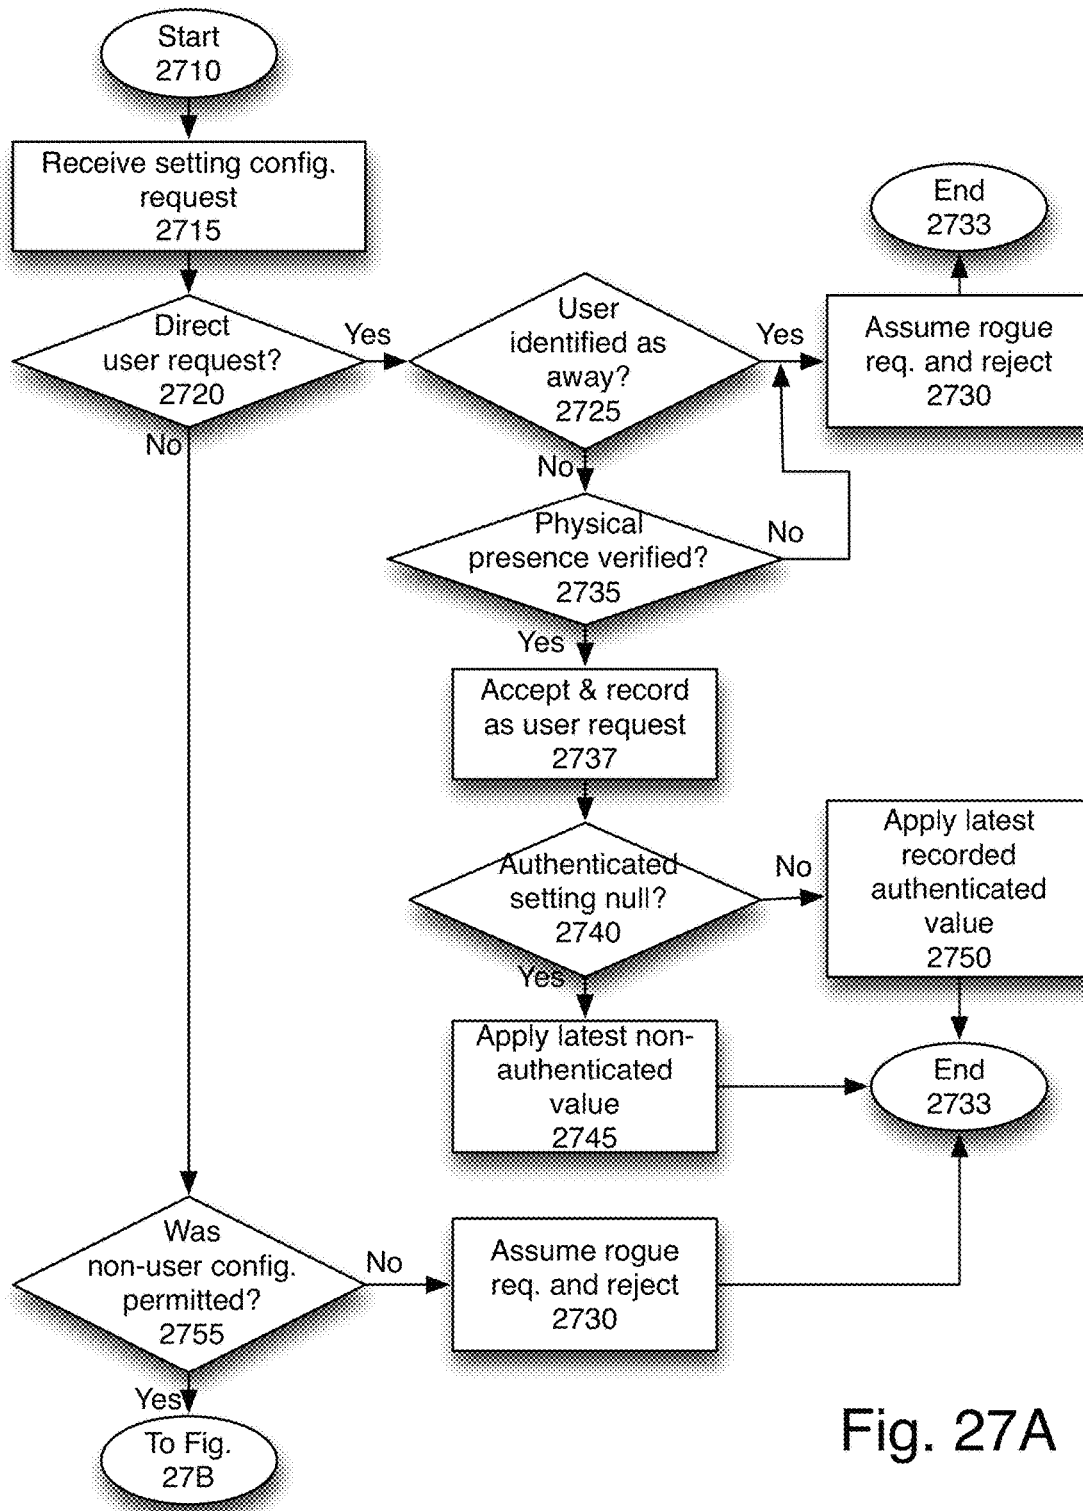 Start
2710
Receive setting config.
request
2715
End
2733
Direct
user request?
2720
Yes
User
identified as
away?
2725
Yes
Assume rogue
req. and reject
2730
No
No
Physical
presence verified?
2735
No
Yes
Accept & record
as user request
2737
Authenticated
setting null?
2740
No
Apply latest
recorded
authenticated
value
2750
Yes
Apply latest non-
authenticated
value
2745
End
2733
Was
non-user config.
permitted?
2755
No
Assume rogue
req. and reject
2730
Yes
To Fig.
27B
Fig. 27A